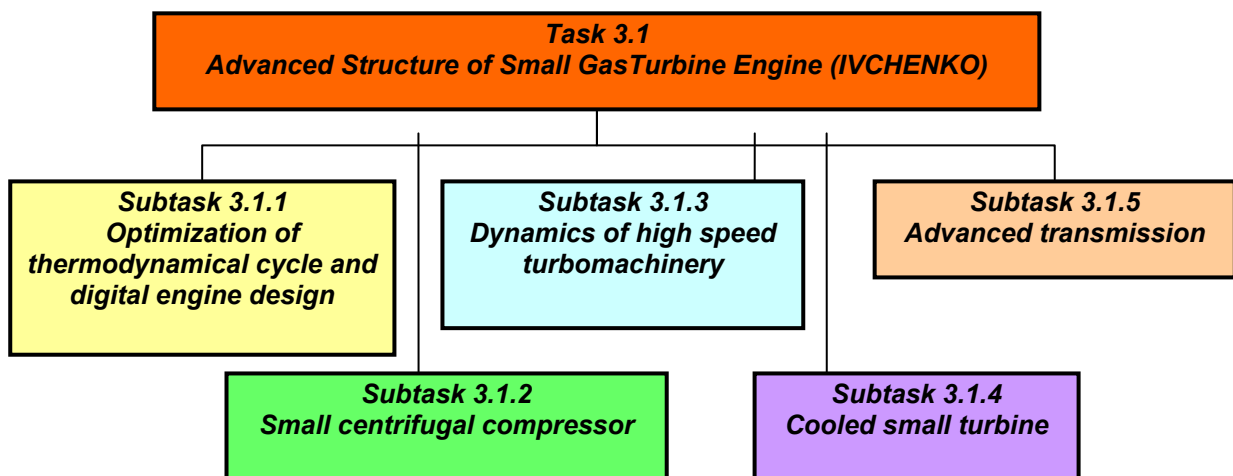 Task 3.1
Advanced Structure of Small GasTurbine Engine (IVCHENKO)
Subtask 3.1.1
Optimization of
thermodynamical cycle and
digital engine design
Subtask 3.1.3
Dynamics of high speed
turbomachinery
Subtask 3.1.5
Advanced transmission
Subtask 3.1.2
Small centrifugal compressor
Subtask 3.1.4
Cooled small turbine